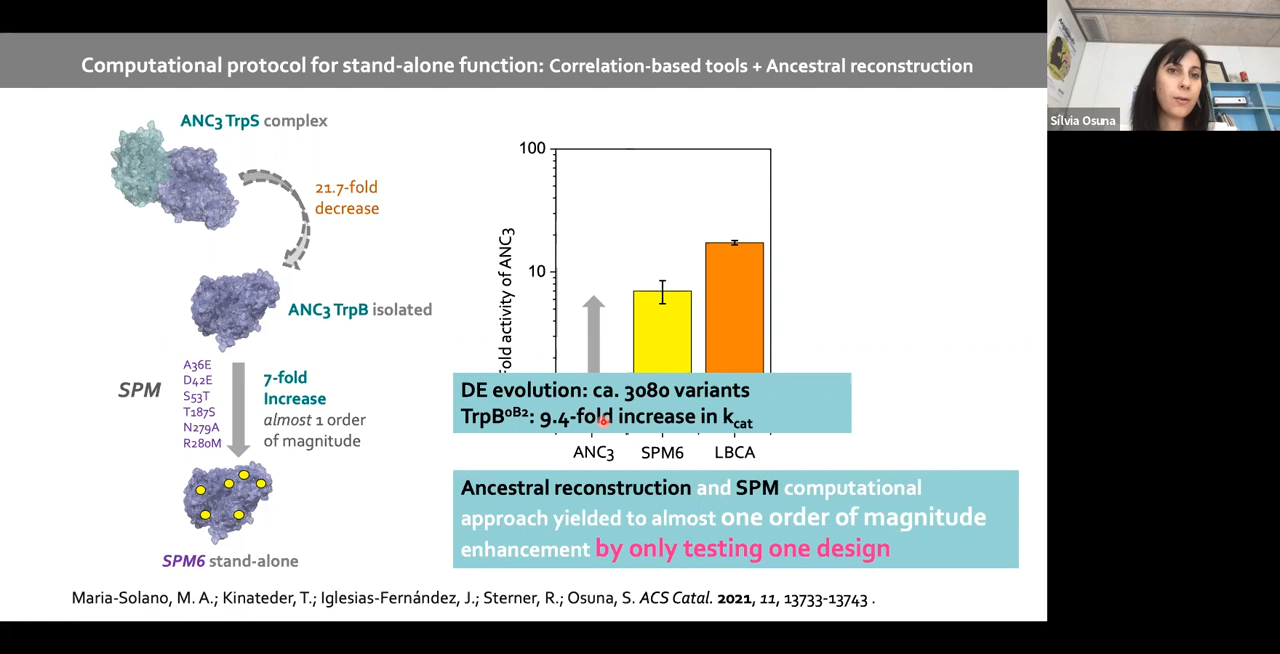 Computational protocol for stand-alone function: Correlation-based tools + Ancestral reconstruction
Sílvia Osuna
ANC3 TrpS complex
21.7-fold
decrease
ANC3 TrpB isolated
SPM
A36E
D42E
S53T
T187S
N279A
R280M
7-fold
Increase
almost 1 order
of magnitude
SPM6 stand-alone
Fold activity of ANC3
100
10
ANC3 SPM6 LBCA
DE evolution: ca. 3080 variants
TrpB⁰ᴮ²: 9.4-fold increase in kcat
Ancestral reconstruction and SPM computational
approach yielded to almost one order of magnitude
enhancement by only testing one design
Maria-Solano, M. A.; Kinateder, T.; Iglesias-Fernández, J.; Sterner, R.; Osuna, S. ACS Catal. 2021, 11, 13733-13743 .